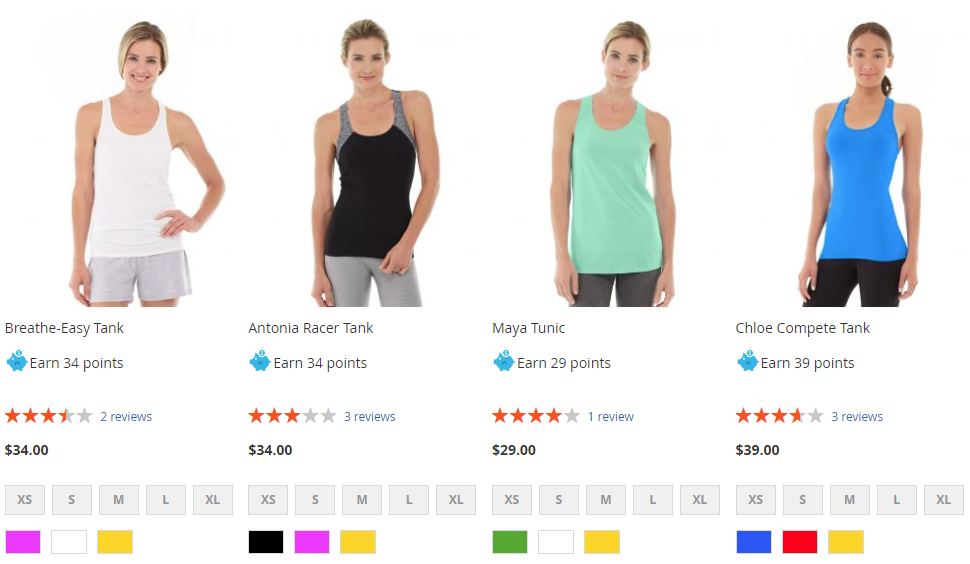 Breathe-Easy Tank
Earn 34 points
2 reviews
$34.00
XS S M L XL
Antonia Racer Tank
Earn 34 points
3 reviews
$34.00
XS S M L XL
Maya Tunic
Earn 29 points
1 review
$29.00
XS S M L XL
Chloe Compete Tank
Earn 39 points
3 reviews
$39.00
XS S M L XL